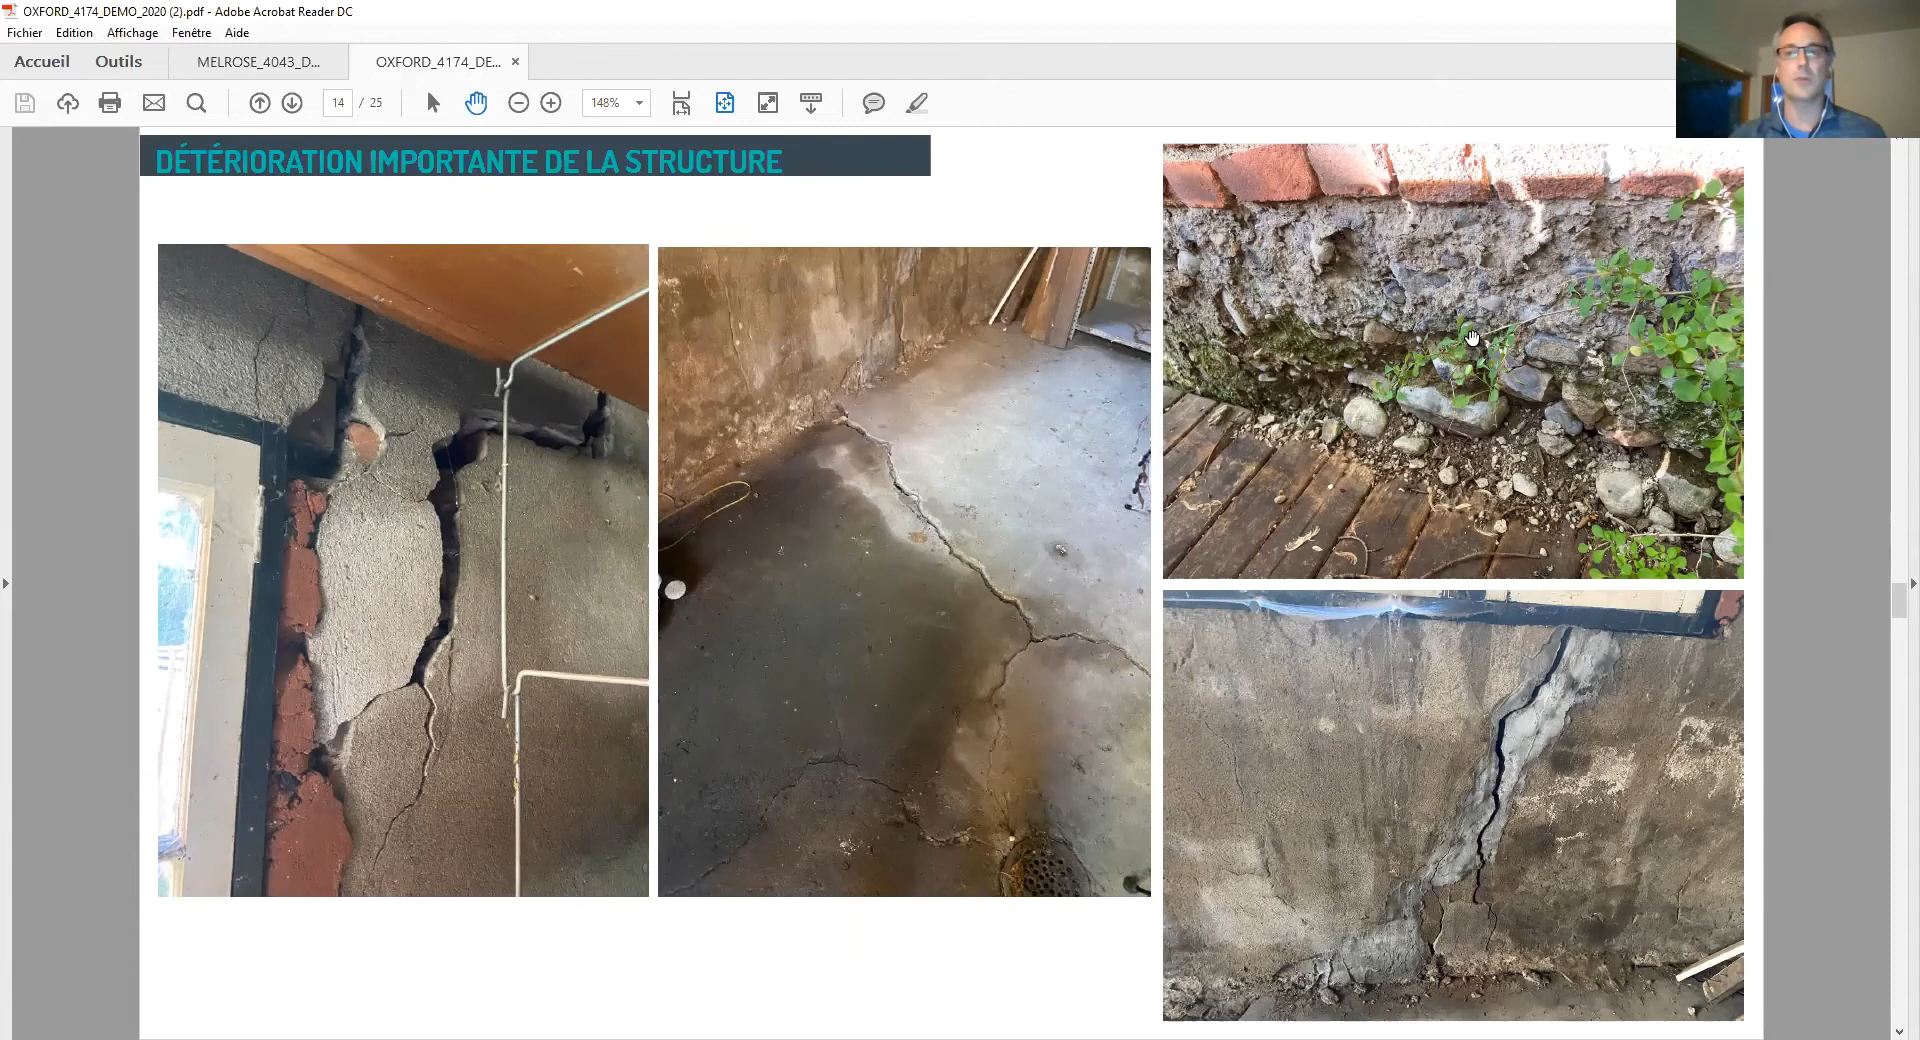 OXFORD_4174_DEMO_2020 (2).pdf - Adobe Acrobat Reader DC
Fichier Edition Affichage Fenêtre Aide
Accueil Outils MELROSE_4043_D... OXFORD_4174_DE... ×
14 / 25 148%
DÉTÉRIORATION IMPORTANTE DE LA STRUCTURE